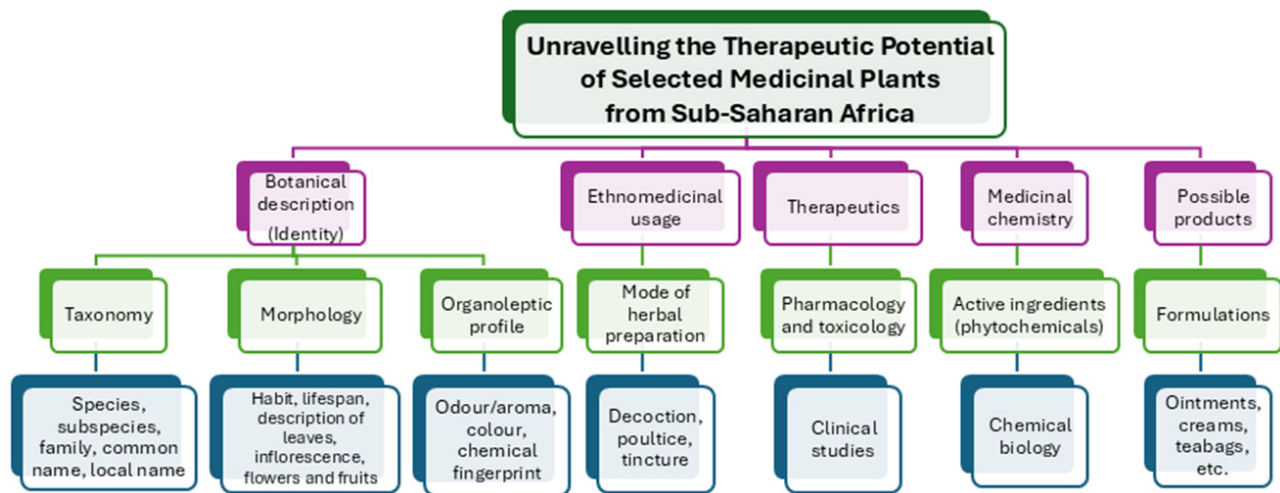 Unravelling the Therapeutic Potential
of Selected Medicinal Plants
from Sub-Saharan Africa
Botanical
description
(Identity)
Ethnomedicinal
usage
Therapeutics
Medicinal
chemistry
Possible
products
Taxonomy
Morphology
Organoleptic
profile
Mode of
herbal
preparation
Pharmacology
and toxicology
Active ingredients
(phytochemicals)
Formulations
Species,
subspecies,
family, common
name, local name
Habit, lifespan,
description of
leaves,
inflorescence,
flowers and fruits
Odour/aroma,
colour,
chemical
fingerprint
Decoction,
poultice,
tincture
Clinical
studies
Chemical
biology
Ointments,
creams,
teabags,
etc.